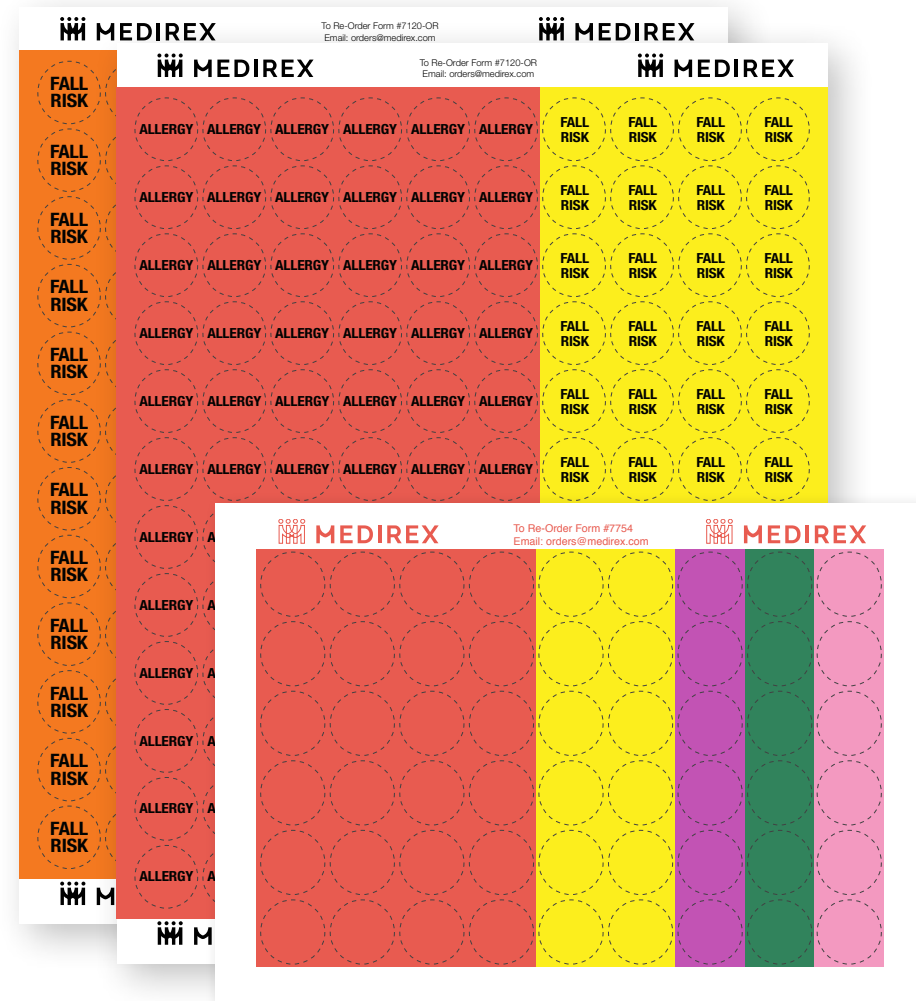 MEDIREX
To Re-Order Form #7120-OR
Email: orders@medirex.com
MEDIREX
FALL
RISK
FALL
RISK
FALL
RISK
FALL
RISK
FALL
RISK
FALL
RISK
FALL
RISK
FALL
RISK
FALL
RISK
FALL
RISK
FALL
RISK
FALL
RISK
M
MEDIREX
To Re-Order Form #7120-OR
Email: orders@medirex.com
MEDIREX
ALLERGY ALLERGY ALLERGY ALLERGY ALLERGY ALLERGY
FALL FALL FALL FALL
RISK RISK RISK RISK
ALLERGY ALLERGY ALLERGY ALLERGY ALLERGY ALLERGY
FALL FALL FALL FALL
RISK RISK RISK RISK
ALLERGY ALLERGY ALLERGY ALLERGY ALLERGY ALLERGY
FALL FALL FALL FALL
RISK RISK RISK RISK
ALLERGY ALLERGY ALLERGY ALLERGY ALLERGY ALLERGY
FALL FALL FALL FALL
RISK RISK RISK RISK
ALLERGY ALLERGY ALLERGY ALLERGY ALLERGY ALLERGY
FALL FALL FALL FALL
RISK RISK RISK RISK
ALLERGY ALLERGY ALLERGY ALLERGY ALLERGY ALLERGY
FALL FALL FALL FALL
RISK RISK RISK RISK
ALLERGY A
ALLERGY A
ALLERGY A
ALLERGY A
ALLERGY A
ALLERGY A
M
MEDIREX
To Re-Order Form #7754
Email: orders@medirex.com
MEDIREX